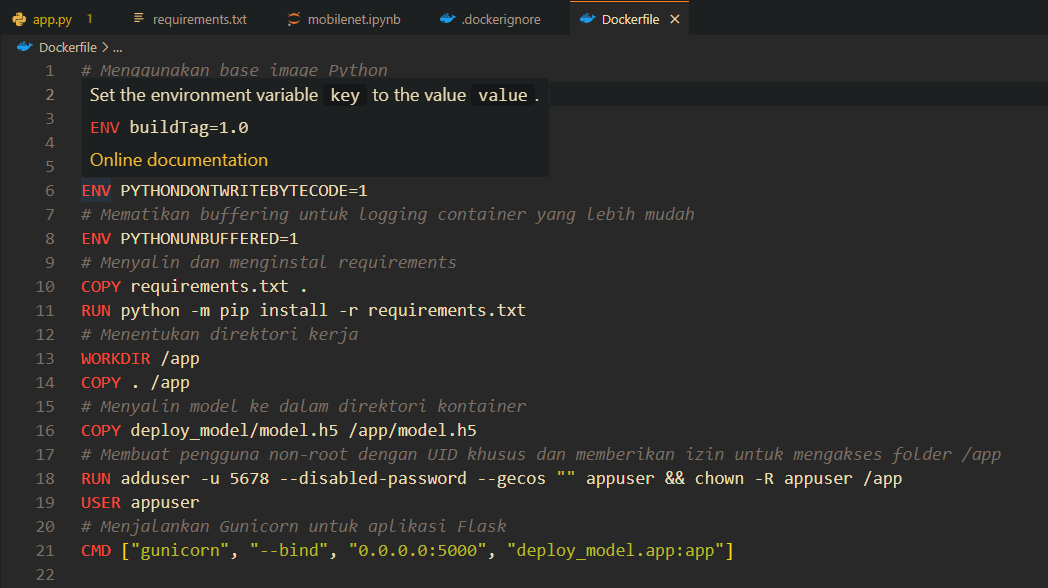 app.py 1 requirements.txt mobilenet.ipynb .dockerignore Dockerfile ×
Dockerfile > ...
1 # Menggunakan base image Python
2 Set the environment variable key to the value value .
3 ENV buildTag=1.0
4
5 Online documentation
6 ENV PYTHONDONTWRITEBYTECODE=1
7 # Mematikan buffering untuk logging container yang lebih mudah
8 ENV PYTHONUNBUFFERED=1
9 # Menyalin dan menginstal requirements
10 COPY requirements.txt .
11 RUN python -m pip install -r requirements.txt
12 # Menentukan direktori kerja
13 WORKDIR /app
14 COPY . /app
15 # Menyalin model ke dalam direktori kontainer
16 COPY deploy_model/model.h5 /app/model.h5
17 # Membuat pengguna non-root dengan UID khusus dan memberikan izin untuk mengakses folder /app
18 RUN adduser -u 5678 --disabled-password --gecos "" appuser && chown -R appuser /app
19 USER appuser
20 # Menjalankan Gunicorn untuk aplikasi Flask
21 CMD ["gunicorn", "--bind", "0.0.0.0:5000", "deploy_model.app:app"]
22